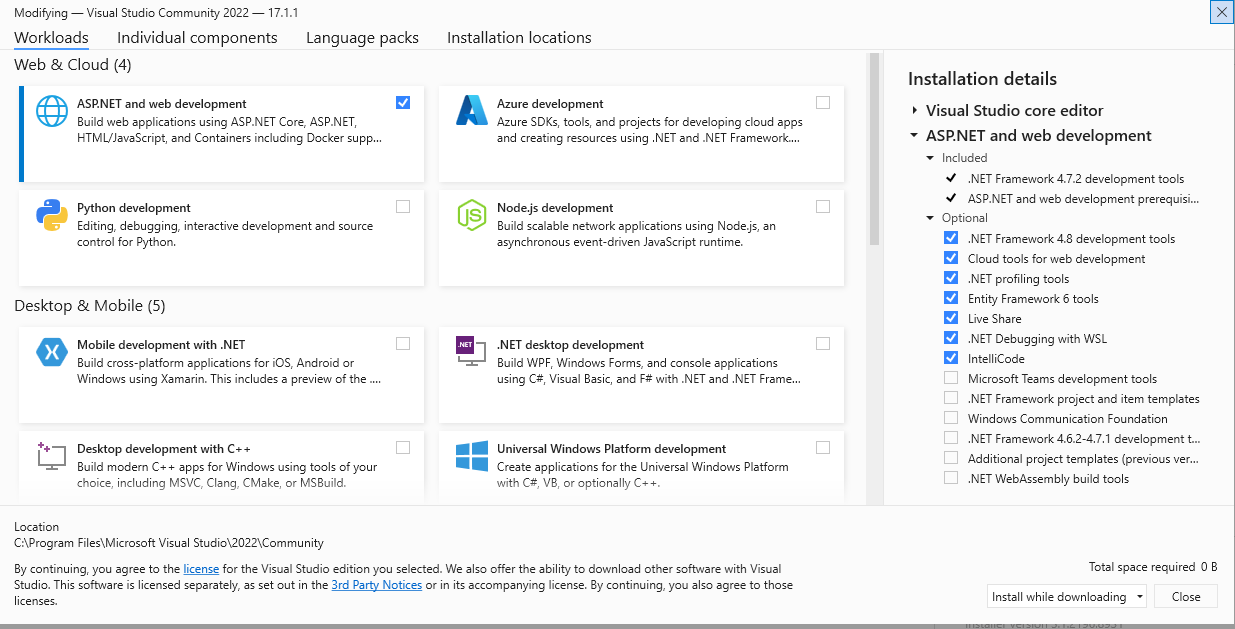 Modifying — Visual Studio Community 2022 — 17.1.1
Workloads Individual components Language packs Installation locations
Web & Cloud (4)
ASP.NET and web development
Build web applications using ASP.NET Core, ASP.NET,
HTML/JavaScript, and Containers including Docker supp...
Azure development
Azure SDKs, tools, and projects for developing cloud apps
and creating resources using .NET and .NET Framework....
Python development
Editing, debugging, interactive development and source
control for Python.
Node.js development
Build scalable network applications using Node.js, an
asynchronous event-driven JavaScript runtime.
Desktop & Mobile (5)
Mobile development with .NET
Build cross-platform applications for iOS, Android or
Windows using Xamarin. This includes a preview of the ....
.NET
.NET desktop development
Build WPF, Windows Forms, and console applications
using C#, Visual Basic, and F# with .NET and .NET Frame...
Desktop development with C++
Build modern C++ apps for Windows using tools of your
choice, including MSVC, Clang, CMake, or MSBuild.
Universal Windows Platform development
Create applications for the Universal Windows Platform
with C#, VB, or optionally C++.
Installation details
Visual Studio core editor
ASP.NET and web development
Included
.NET Framework 4.7.2 development tools
ASP.NET and web development prerequisi...
Optional
.NET Framework 4.8 development tools
Cloud tools for web development
.NET profiling tools
Entity Framework 6 tools
Live Share
.NET Debugging with WSL
IntelliCode
Microsoft Teams development tools
.NET Framework project and item templates
Windows Communication Foundation
.NET Framework 4.6.2-4.7.1 development t...
Additional project templates (previous ver...
.NET WebAssembly build tools
Location
C:\Program Files\Microsoft Visual Studio\2022\Community
By continuing, you agree to the license for the Visual Studio edition you selected. We also offer the ability to download other software with Visual
Studio. This software is licensed separately, as set out in the 3rd Party Notices or in its accompanying license. By continuing, you also agree to those
licenses.
Total space required 0 B
Install while downloading
Close